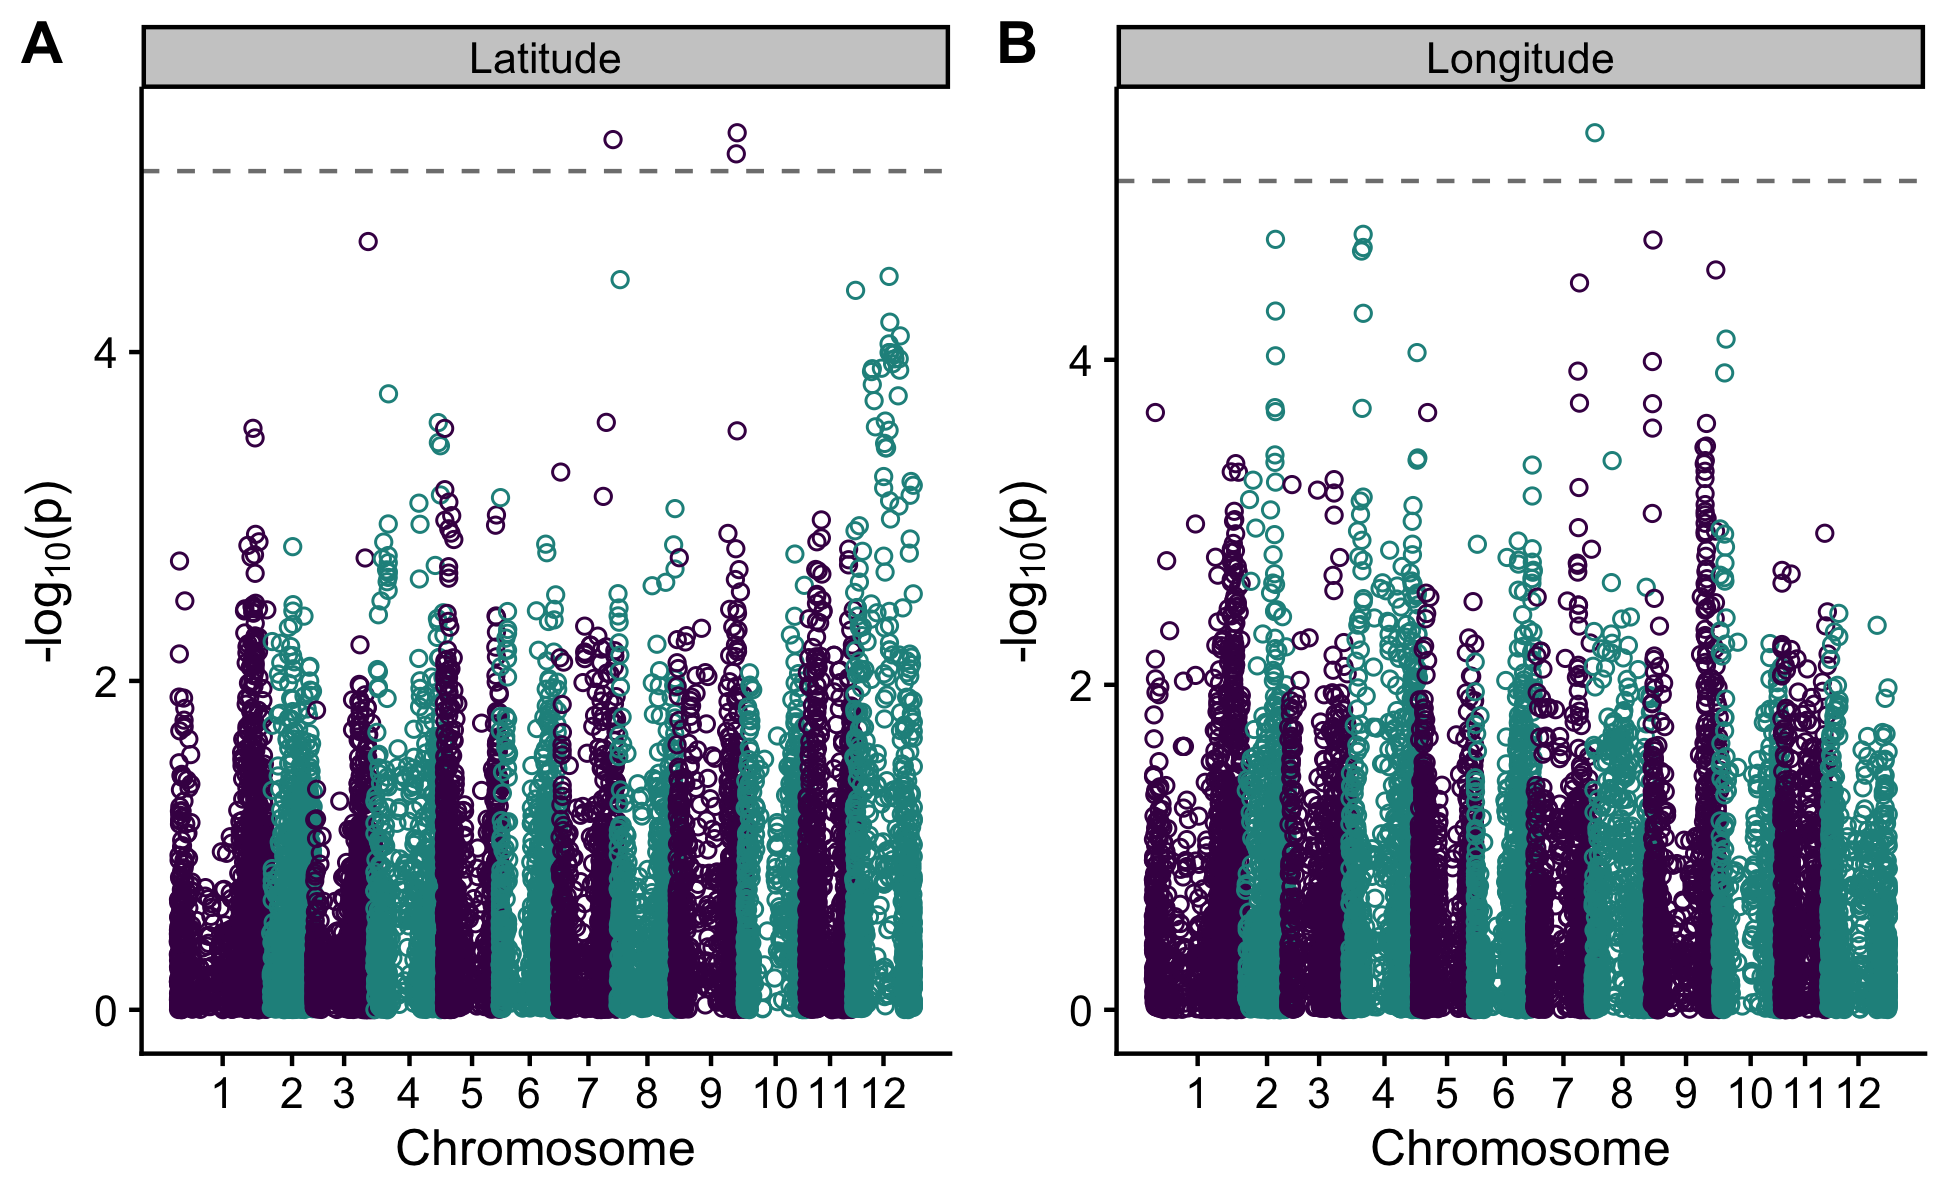 A
Latitude
-log10(p)
4
2
0
1 2 3 4 5 6 7 8 9 10 11 12
Chromosome
B
Longitude
-log10(p)
4
2
0
1 2 3 4 5 6 7 8 9 10 11 12
Chromosome